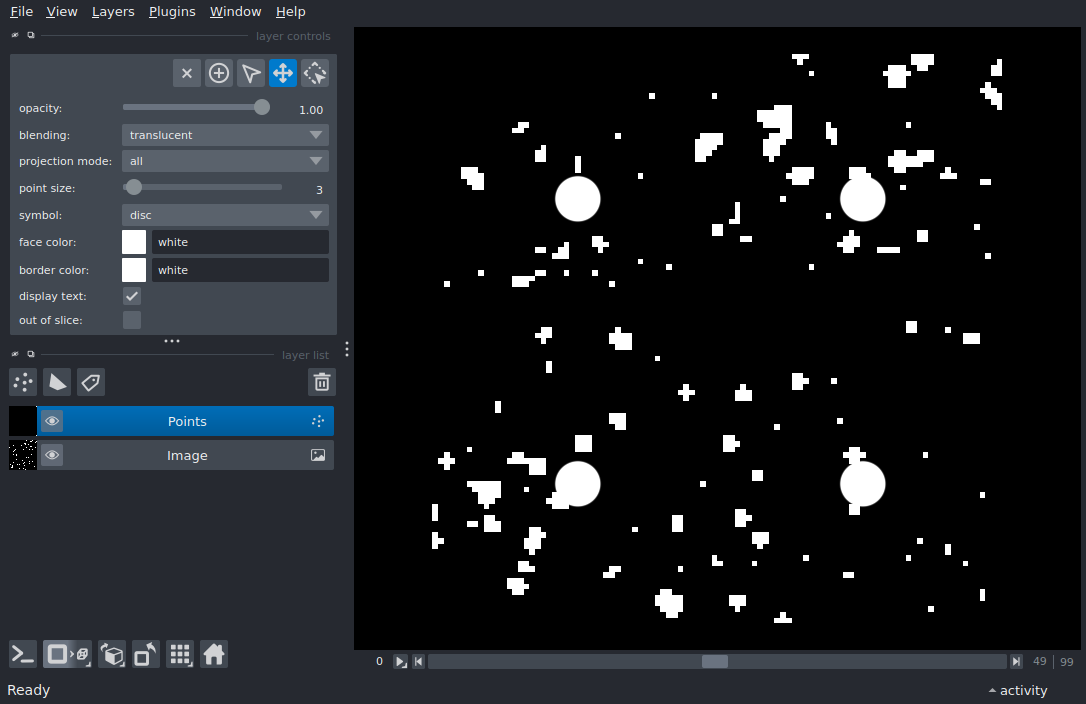 File View Layers Plugins Window Help
layer controls
opacity: 1.00
blending: translucent
projection mode: all
point size: 3
symbol: disc
face color: white
border color: white
display text:
out of slice:
layer list
Points
Image
0 49 99
Ready activity